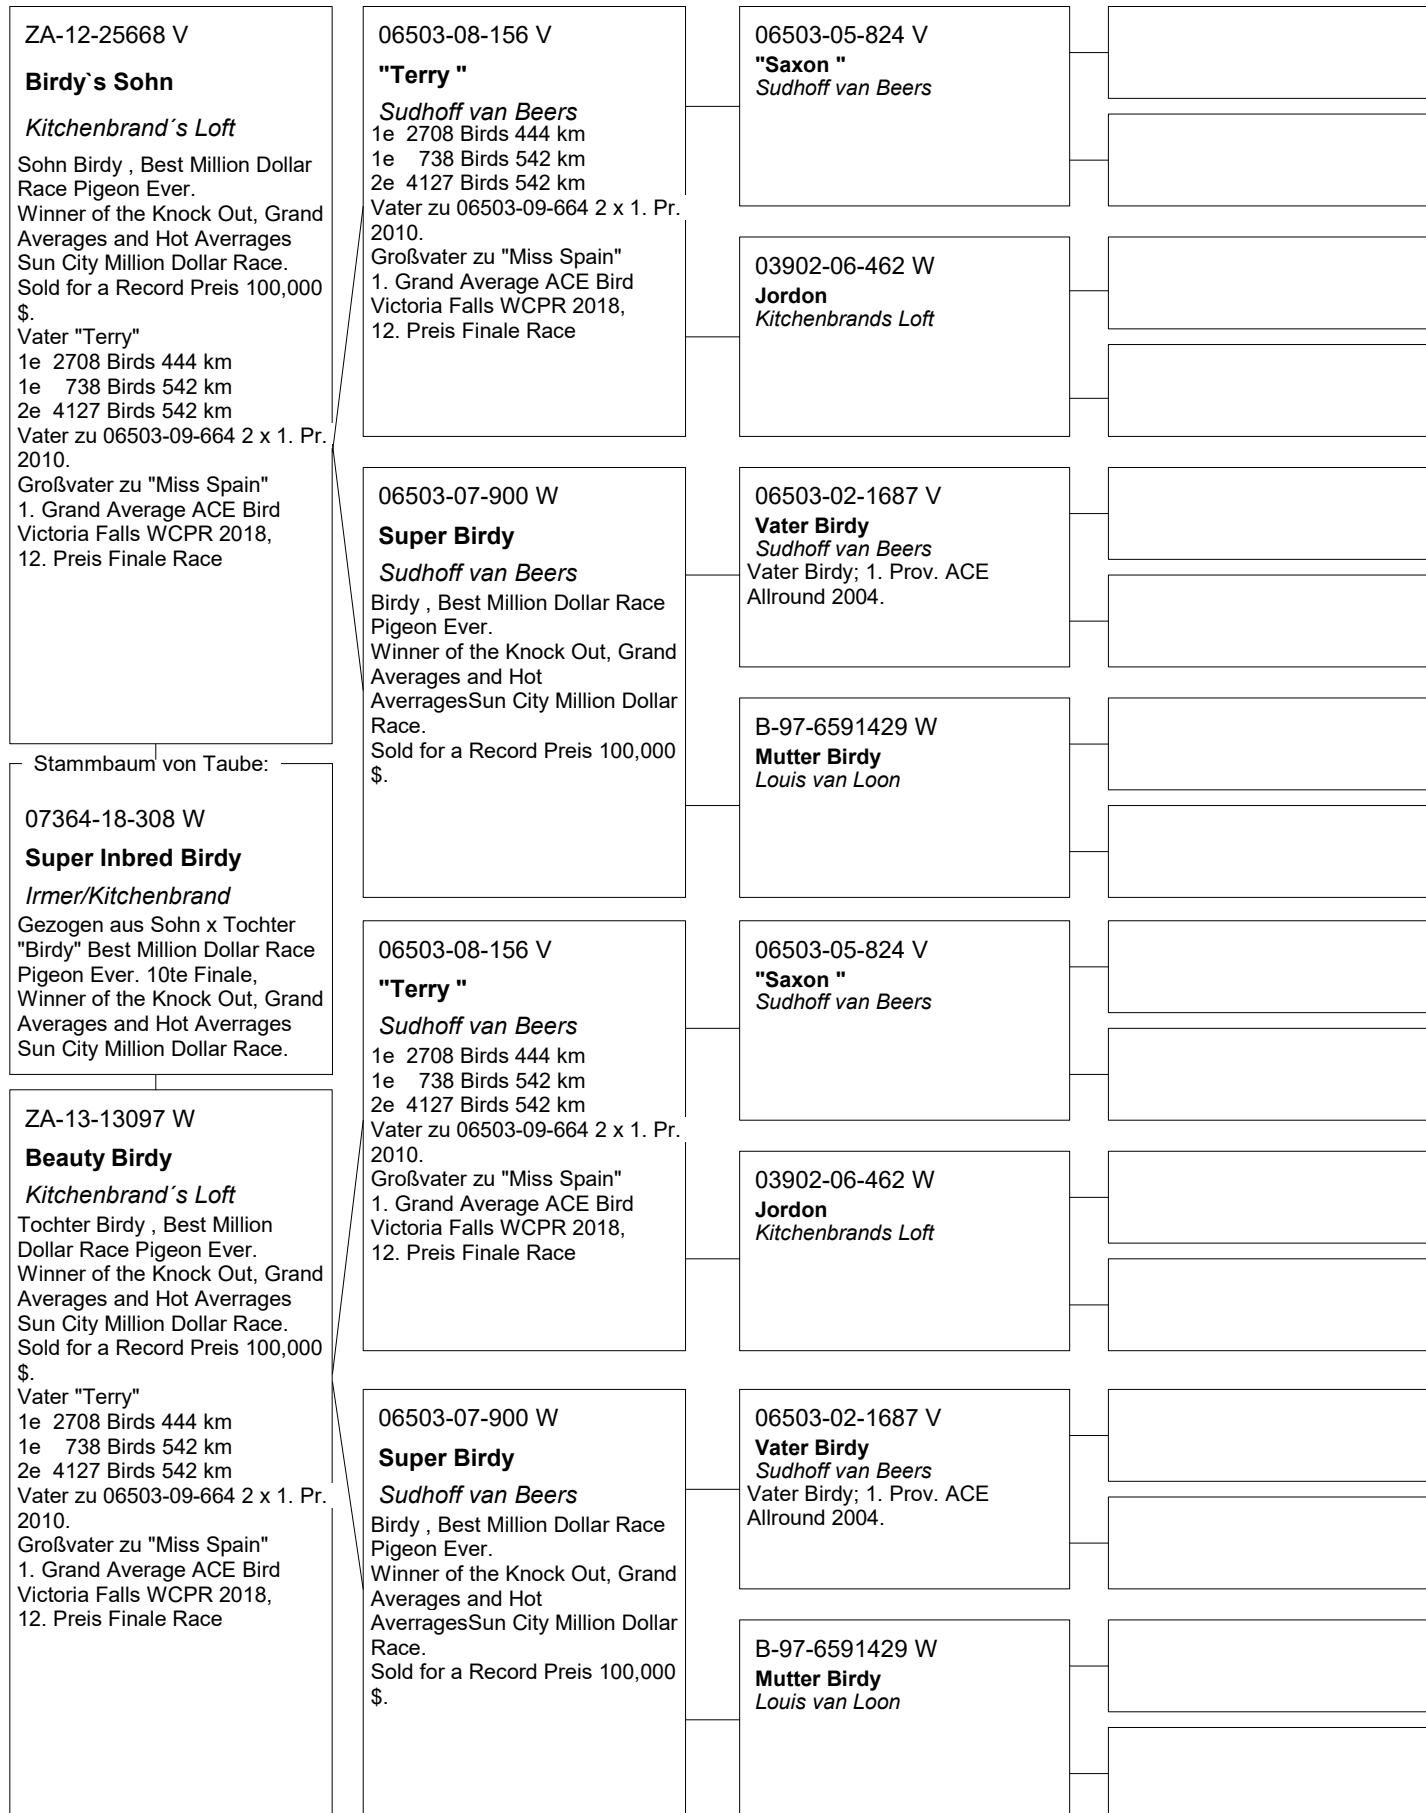 ZA-12-25668 V
Birdy`s Sohn
Kitchenbrand´s Loft
Sohn Birdy , Best Million Dollar
Race Pigeon Ever.
Winner of the Knock Out, Grand
Averages and Hot Averrages
Sun City Million Dollar Race.
Sold for a Record Preis 100,000
$.
Vater "Terry"
1e 2708 Birds 444 km
1e 738 Birds 542 km
2e 4127 Birds 542 km
Vater zu 06503-09-664 2 x 1. Pr.
2010.
Großvater zu "Miss Spain"
1. Grand Average ACE Bird
Victoria Falls WCPR 2018,
12. Preis Finale Race
Stammbaum von Taube:
07364-18-308 W
Super Inbred Birdy
Irmer/Kitchenbrand
Gezogen aus Sohn x Tochter
"Birdy" Best Million Dollar Race
Pigeon Ever. 10te Finale,
Winner of the Knock Out, Grand
Averages and Hot Averrages
Sun City Million Dollar Race.
ZA-13-13097 W
Beauty Birdy
Kitchenbrand´s Loft
Tochter Birdy , Best Million
Dollar Race Pigeon Ever.
Winner of the Knock Out, Grand
Averages and Hot Averrages
Sun City Million Dollar Race.
Sold for a Record Preis 100,000
$.
Vater "Terry"
1e 2708 Birds 444 km
1e 738 Birds 542 km
2e 4127 Birds 542 km
Vater zu 06503-09-664 2 x 1. Pr.
2010.
Großvater zu "Miss Spain"
1. Grand Average ACE Bird
Victoria Falls WCPR 2018,
12. Preis Finale Race
06503-08-156 V
"Terry "
Sudhoff van Beers
1e 2708 Birds 444 km
1e 738 Birds 542 km
2e 4127 Birds 542 km
Vater zu 06503-09-664 2 x 1. Pr.
2010.
Großvater zu "Miss Spain"
1. Grand Average ACE Bird
Victoria Falls WCPR 2018,
12. Preis Finale Race
06503-07-900 W
Super Birdy
Sudhoff van Beers
Birdy , Best Million Dollar Race
Pigeon Ever.
Winner of the Knock Out, Grand
Averages and Hot
AverragesSun City Million Dollar
Race.
Sold for a Record Preis 100,000
$.
06503-08-156 V
"Terry "
Sudhoff van Beers
1e 2708 Birds 444 km
1e 738 Birds 542 km
2e 4127 Birds 542 km
Vater zu 06503-09-664 2 x 1. Pr.
2010.
Großvater zu "Miss Spain"
1. Grand Average ACE Bird
Victoria Falls WCPR 2018,
12. Preis Finale Race
06503-07-900 W
Super Birdy
Sudhoff van Beers
Birdy , Best Million Dollar Race
Pigeon Ever.
Winner of the Knock Out, Grand
Averages and Hot
AverragesSun City Million Dollar
Race.
Sold for a Record Preis 100,000
$.
06503-05-824 V
"Saxon "
Sudhoff van Beers
03902-06-462 W
Jordon
Kitchenbrands Loft
06503-02-1687 V
Vater Birdy
Sudhoff van Beers
Vater Birdy; 1. Prov. ACE
Allround 2004.
B-97-6591429 W
Mutter Birdy
Louis van Loon
06503-05-824 V
"Saxon "
Sudhoff van Beers
03902-06-462 W
Jordon
Kitchenbrands Loft
06503-02-1687 V
Vater Birdy
Sudhoff van Beers
Vater Birdy; 1. Prov. ACE
Allround 2004.
B-97-6591429 W
Mutter Birdy
Louis van Loon